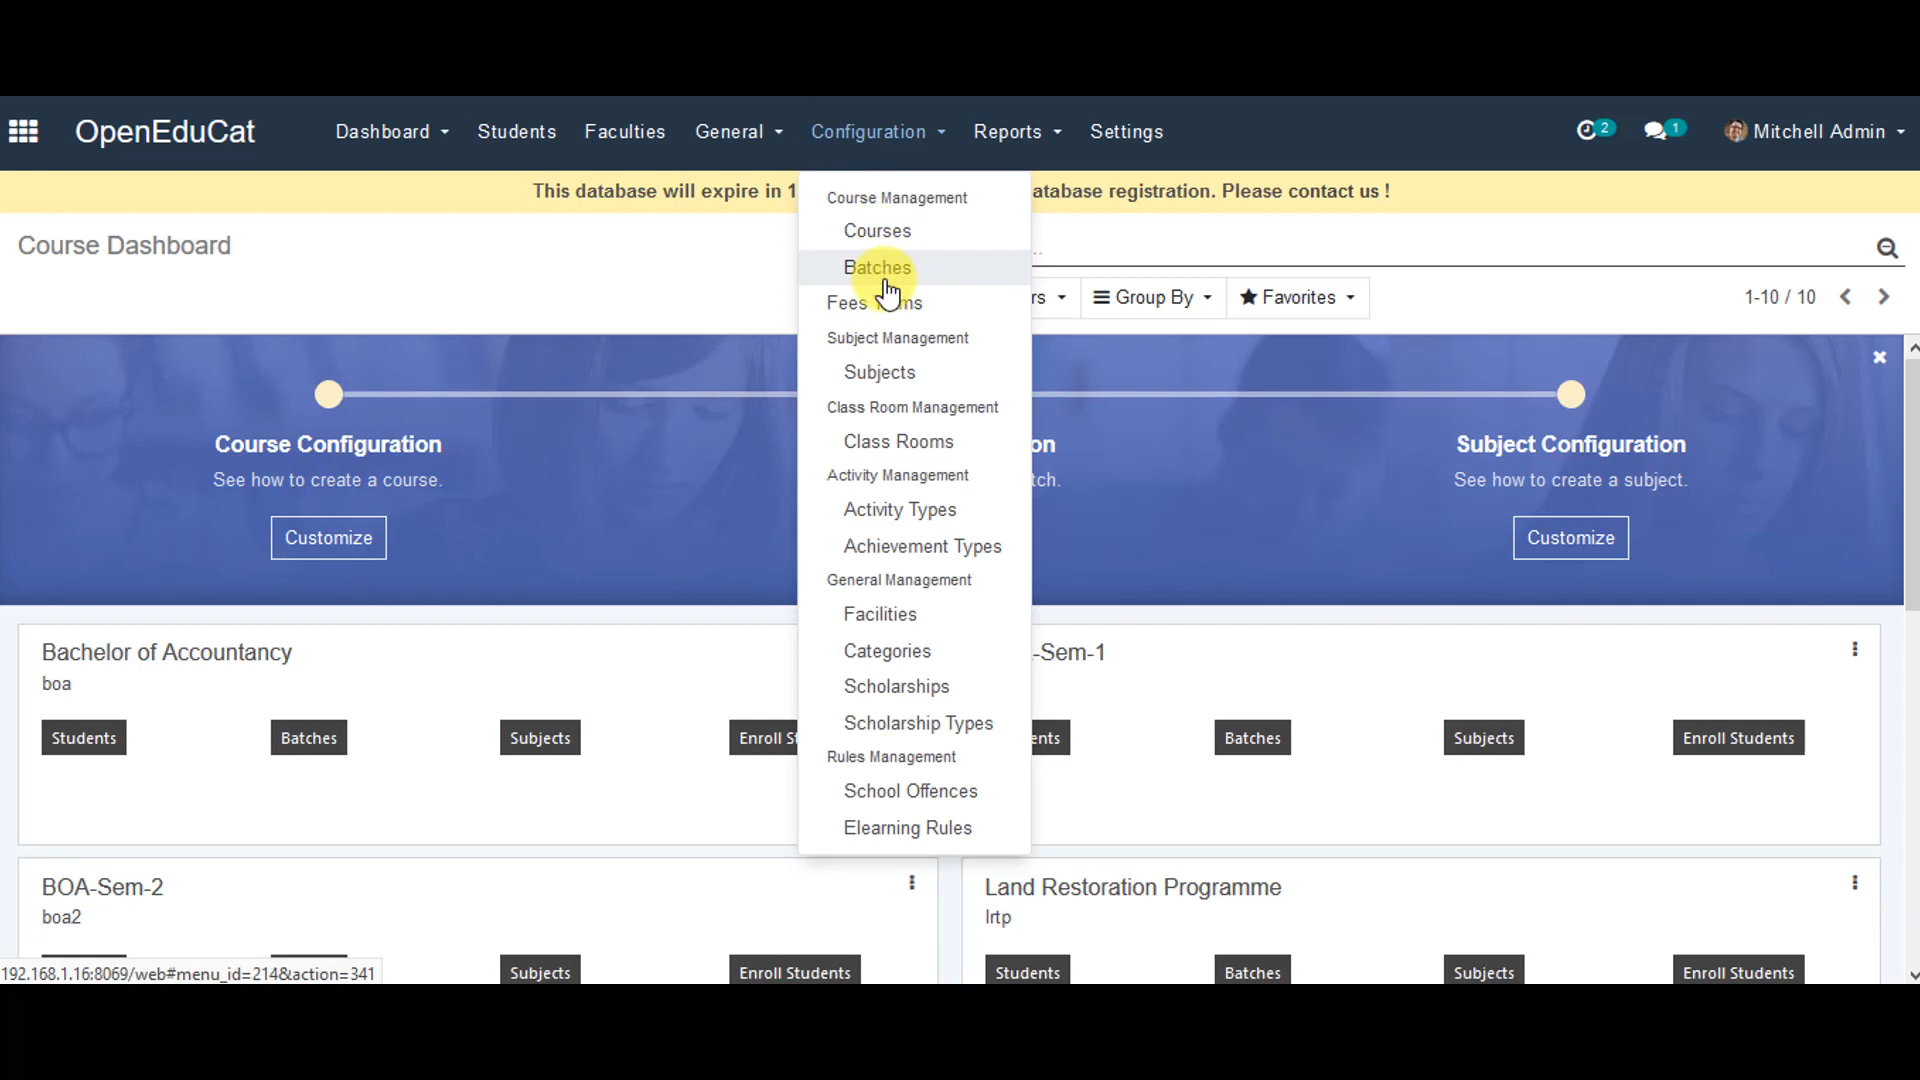 OpenEduCat Dashboard Students Faculties General Configuration Reports Settings 2 1 Mitchell Admin
This database will expire in 1 atabase registration. Please contact us !
Course Dashboard
..
rs Group By Favorites 1-10 / 10
Course Management
Courses
Batches
Fees
Subject Management
Subjects
Class Room Management
Class Rooms
Activity Management
Activity Types
Achievement Types
General Management
Facilities
Categories
Scholarships
Scholarship Types
Rules Management
School Offences
Elearning Rules
Course Configuration
See how to create a course.
Customize
on
tch.
Subject Configuration
See how to create a subject.
Customize
Bachelor of Accountancy
boa
Students Batches Subjects Enroll St
-Sem-1
ents Batches Subjects Enroll Students
BOA-Sem-2
boa2
Subjects Enroll Students
Land Restoration Programme
lrtp
Students Batches Subjects Enroll Students
192.168.1.16:8069/web#menu_id=214&action=341